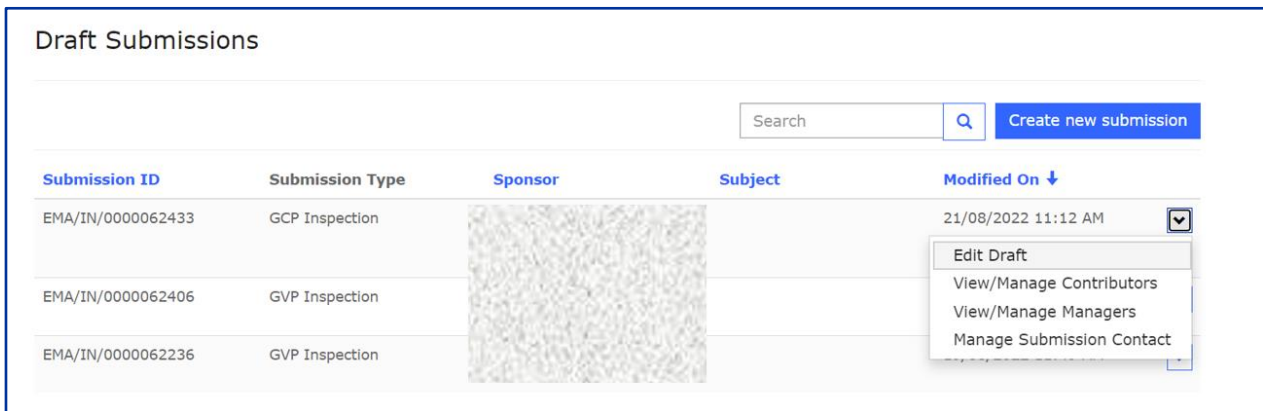 Draft Submissions
Search
Create new submission
Submission ID Submission Type Sponsor Subject Modified On
EMA/IN/0000062433 GCP Inspection 21/08/2022 11:12 AM
Edit Draft
View/Manage Contributors
EMA/IN/0000062406 GVP Inspection
View/Manage Managers
Manage Submission Contact
EMA/IN/0000062236 GVP Inspection